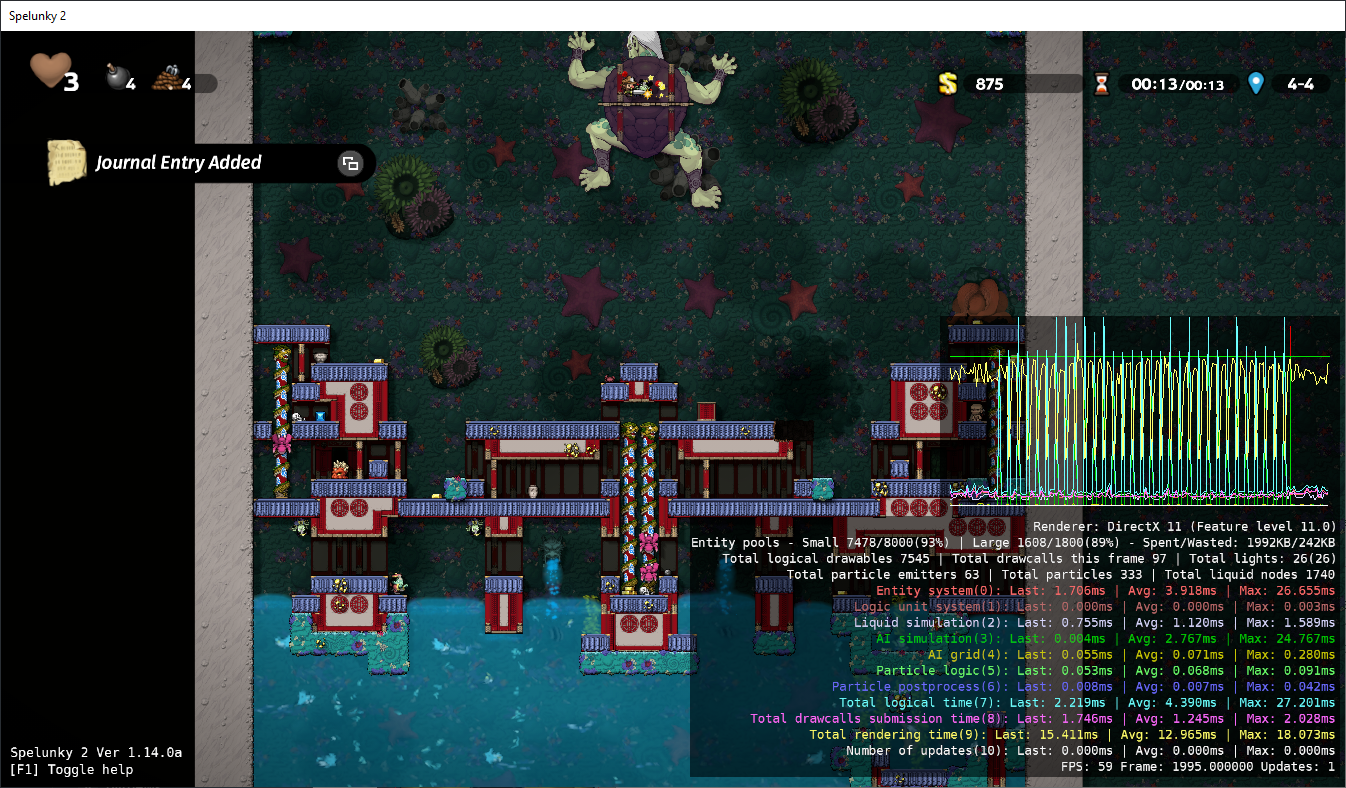 Spelunky 2
3
4
4
875
00:13/00:13
4-4
Journal Entry Added
Renderer: DirectX 11 (Feature level 11.0)
Entity pools - Small 7478/8000(93%) | Large 1608/1800(89%) - Spent/Wasted: 1992KB/242KB
Total logical drawables 7545 | Total drawcalls this frame 97 | Total lights: 26(26)
Total particle emitters 63 | Total particles 333 | Total liquid nodes 1740
Entity system(0): Last: 1.706ms | Avg: 3.918ms | Max: 26.655ms
Logic unit system(1): Last: 0.000ms | Avg: 0.000ms | Max: 0.003ms
Liquid simulation(2): Last: 0.755ms | Avg: 1.120ms | Max: 1.589ms
AI simulation(3): Last: 0.004ms | Avg: 2.767ms | Max: 24.767ms
AI grid(4): Last: 0.055ms | Avg: 0.071ms | Max: 0.280ms
Particle logic(5): Last: 0.053ms | Avg: 0.068ms | Max: 0.091ms
Particle postprocess(6): Last: 0.008ms | Avg: 0.007ms | Max: 0.042ms
Total logical time(7): Last: 2.219ms | Avg: 4.390ms | Max: 27.201ms
Total drawcalls submission time(8): Last: 1.746ms | Avg: 1.245ms | Max: 2.028ms
Total rendering time(9): Last: 15.411ms | Avg: 12.965ms | Max: 18.073ms
Number of updates(10): Last: 0.000ms | Avg: 0.000ms | Max: 0.000ms
FPS: 59 Frame: 1995.000000 Updates: 1
Spelunky 2 Ver 1.14.0a
[F1] Toggle help